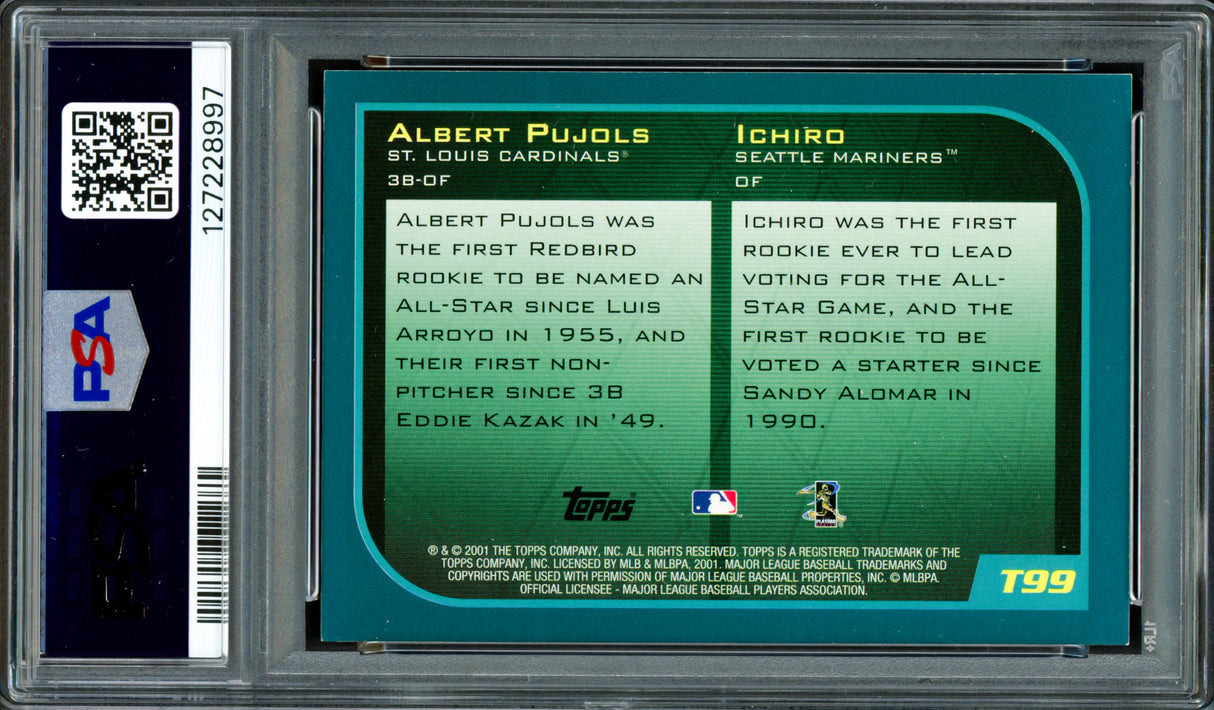 127228997
PSA
ALBERT PUJOLS
ST. LOUIS CARDINALS®
3B-OF
ALBERT PUJOLS WAS
THE FIRST REDBIRD
ROOKIE TO BE NAMED AN
ALL-STAR SINCE LUIS
ARROYO IN 1955, AND
THEIR FIRST NON-
PITCHER SINCE 3B
EDDIE KAZAK IN '49.
ICHIRO
SEATTLE MARINERS™
OF
ICHIRO WAS THE FIRST
ROOKIE EVER TO LEAD
VOTING FOR THE ALL-
STAR GAME, AND THE
FIRST ROOKIE TO BE
VOTED A STARTER SINCE
SANDY ALOMAR IN
1990.
Topps
PLAYERS
® & © 2001 THE TOPPS COMPANY, INC. ALL RIGHTS RESERVED. TOPPS IS A REGISTERED TRADEMARK OF THE
TOPPS COMPANY, INC. LICENSED BY MLB & MLBPA, 2001. MAJOR LEAGUE BASEBALL TRADEMARKS AND
COPYRIGHTS ARE USED WITH PERMISSION OF MAJOR LEAGUE BASEBALL PROPERTIES, INC. © MLBPA.
OFFICIAL LICENSEE - MAJOR LEAGUE BASEBALL PLAYERS ASSOCIATION.
T99
PSA
1LR+